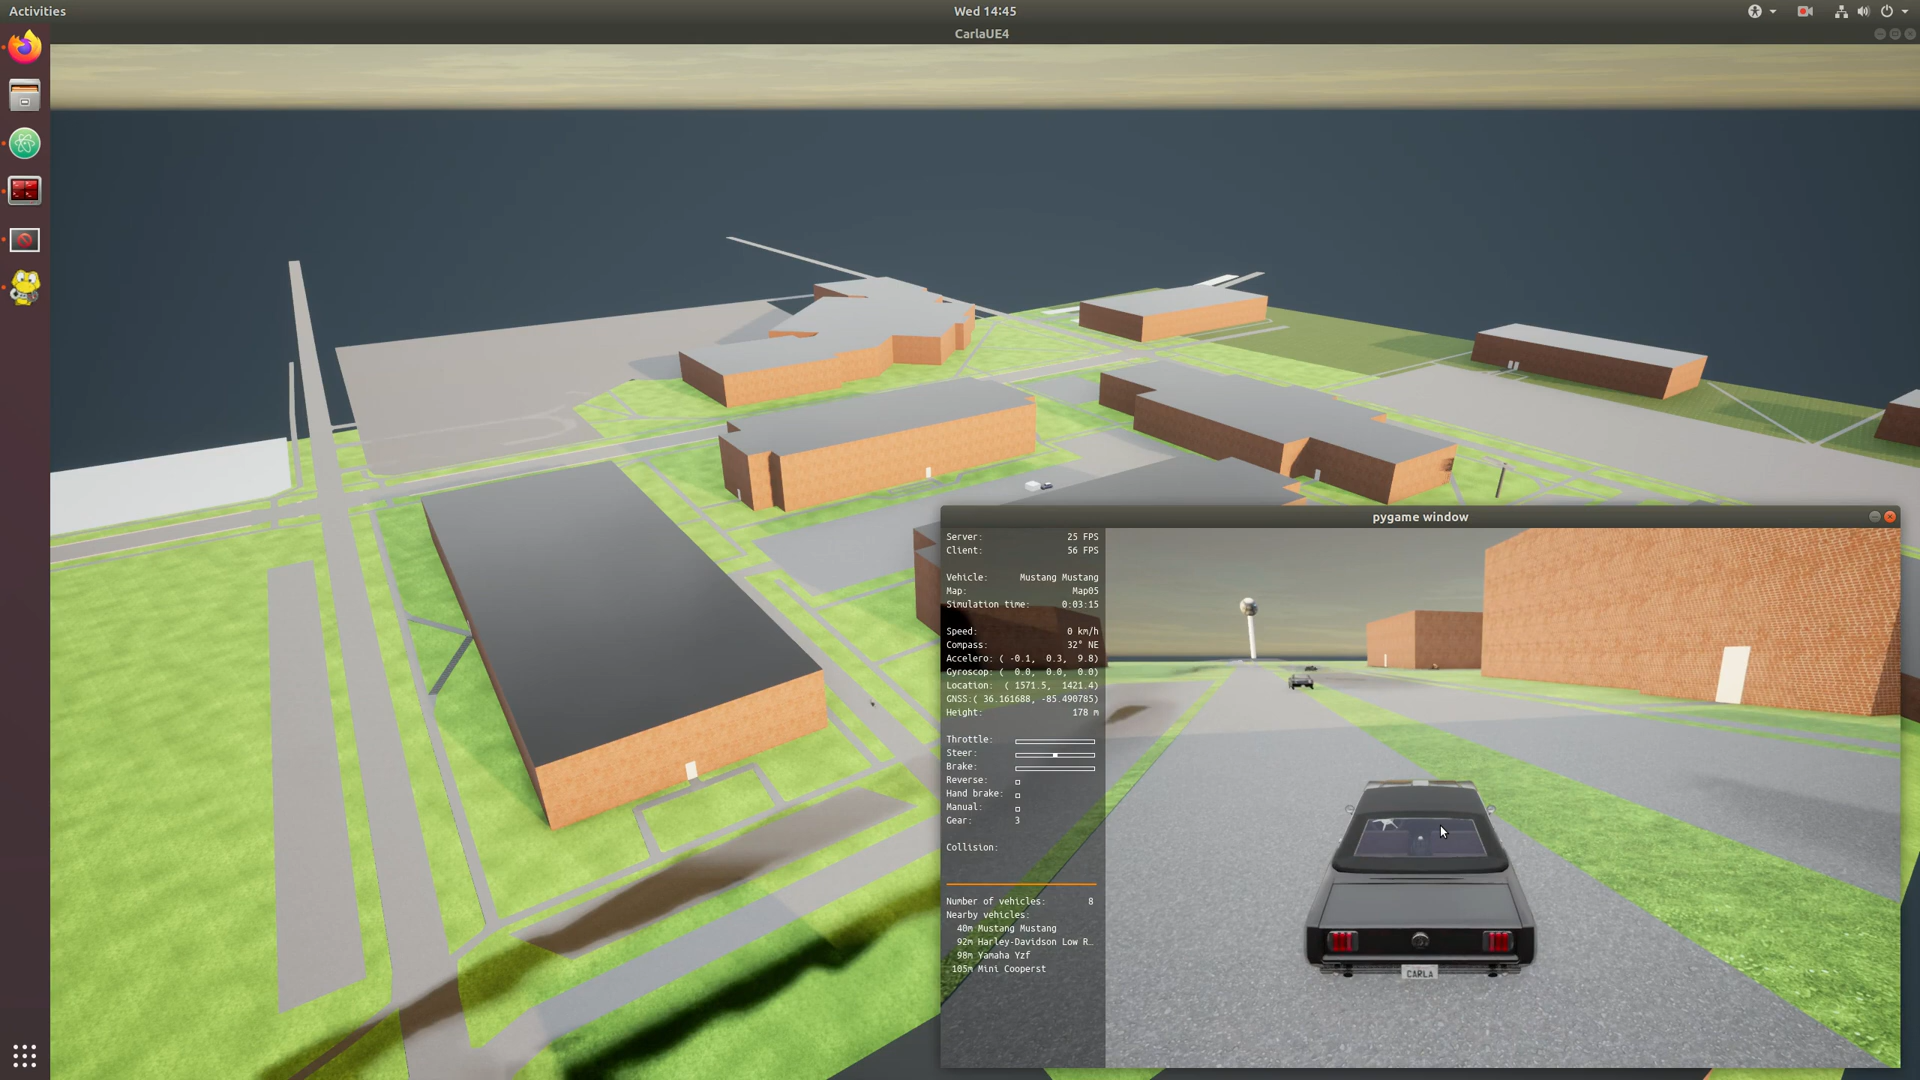 Activities
Wed 14:45
CarlaUE4
pygame window
Server: 25 FPS
Client: 56 FPS
Vehicle: Mustang Mustang
Map: Map05
Simulation time: 0:03:15
Speed: 0 km/h
Compass: 32° NE
Accelero: ( -0.1, 0.3, 9.8)
Gyroscop: ( 0.0, 0.0, 0.0)
Location: ( 1571.5, 1421.4)
GNSS:( 36.161688, -85.490785)
Height: 178 m
Throttle:
Steer:
Brake:
Reverse:
Hand brake:
Manual:
Gear: 3
Collision:
Number of vehicles: 8
Nearby vehicles:
40m Mustang Mustang
92m Harley-Davidson Low R…
98m Yamaha Yzf
105m Mini Cooperst
CARLA